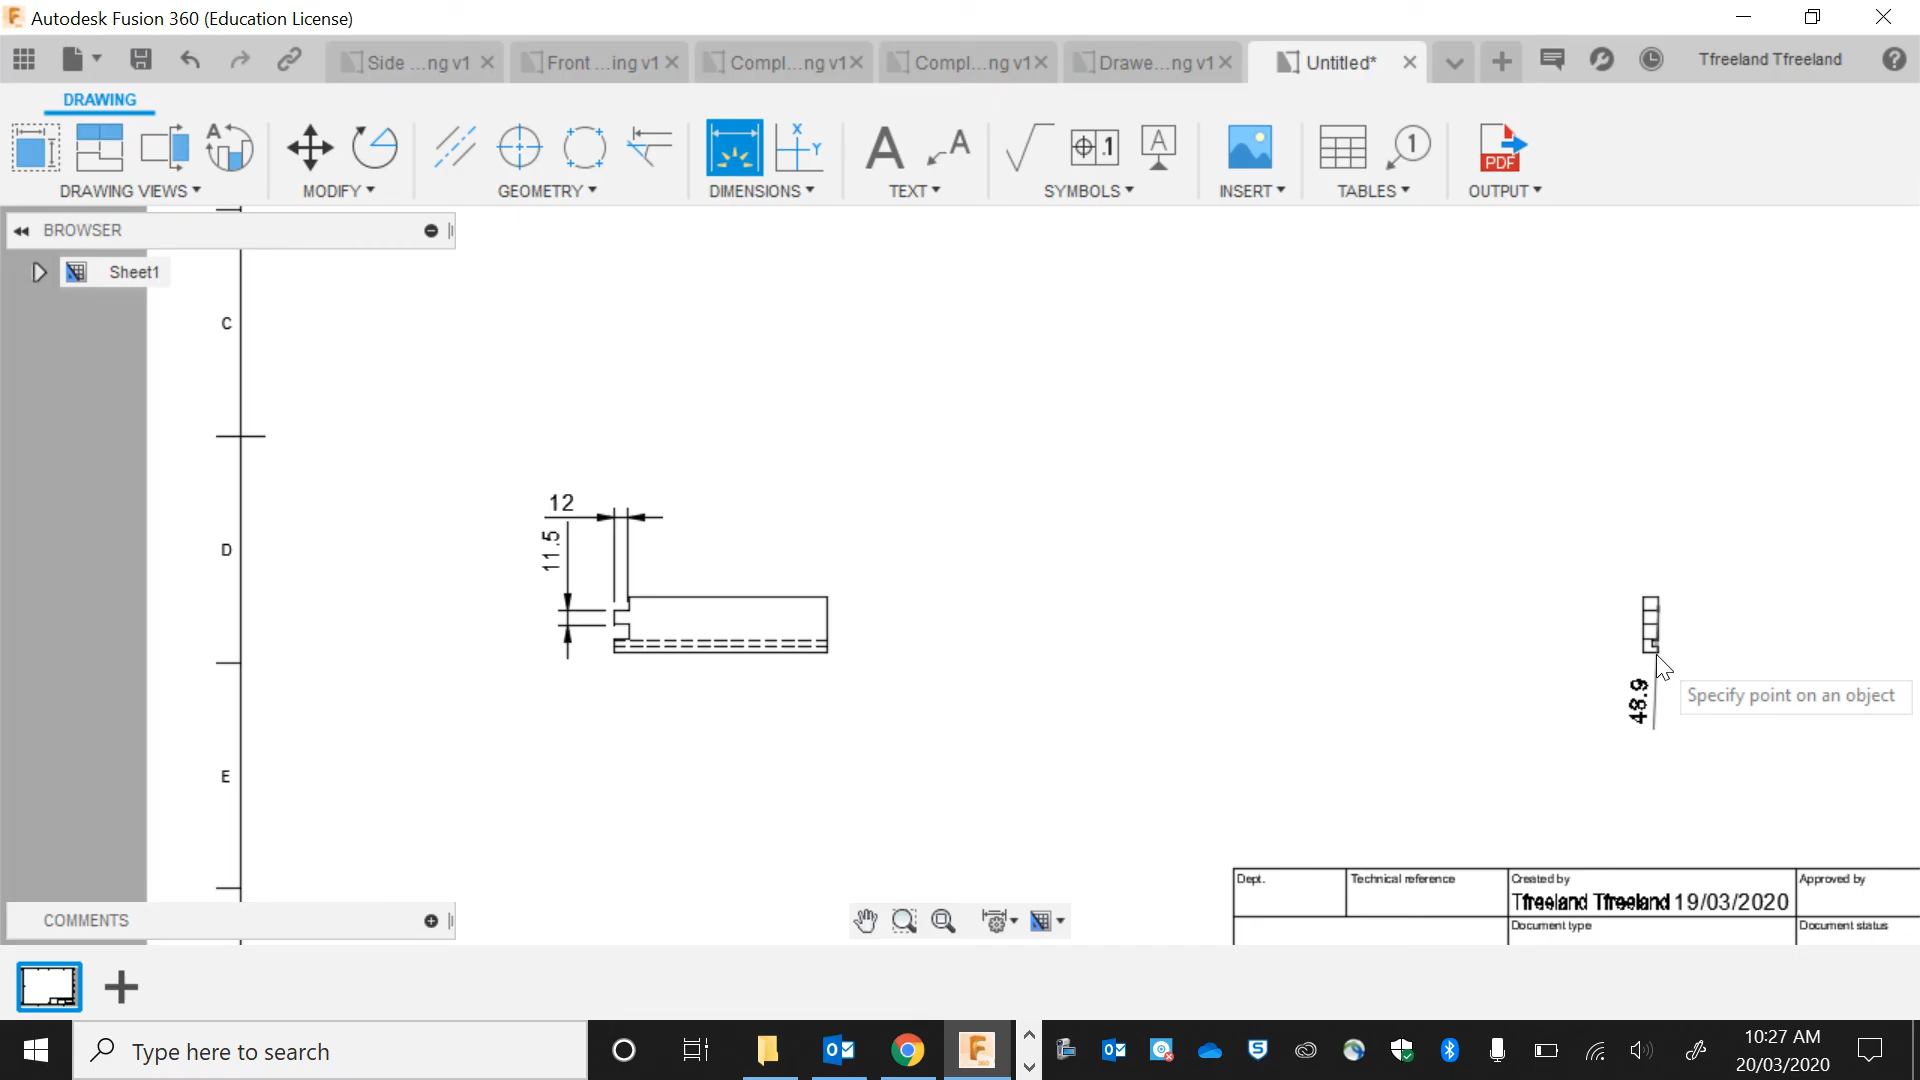 Autodesk Fusion 360 (Education License)
Side ...ng v1
Front ...ing v1
Compl...ng v1
Compl...ng v1
Drawe...ng v1
Untitled*
Tfreeland Tfreeland
DRAWING
DRAWING VIEWS
MODIFY
GEOMETRY
DIMENSIONS
TEXT
SYMBOLS
INSERT
TABLES
OUTPUT
A
X
Y
A
A
.1
A
1
PDF
BROWSER
Sheet1
C
D
E
12
11.5
48.9
Specify point on an object
Dept.
Technical reference
Created by
Approved by
Tfreeland Tfreeland 19/03/2020
Document type
Document status
COMMENTS
Type here to search
10:27 AM
20/03/2020